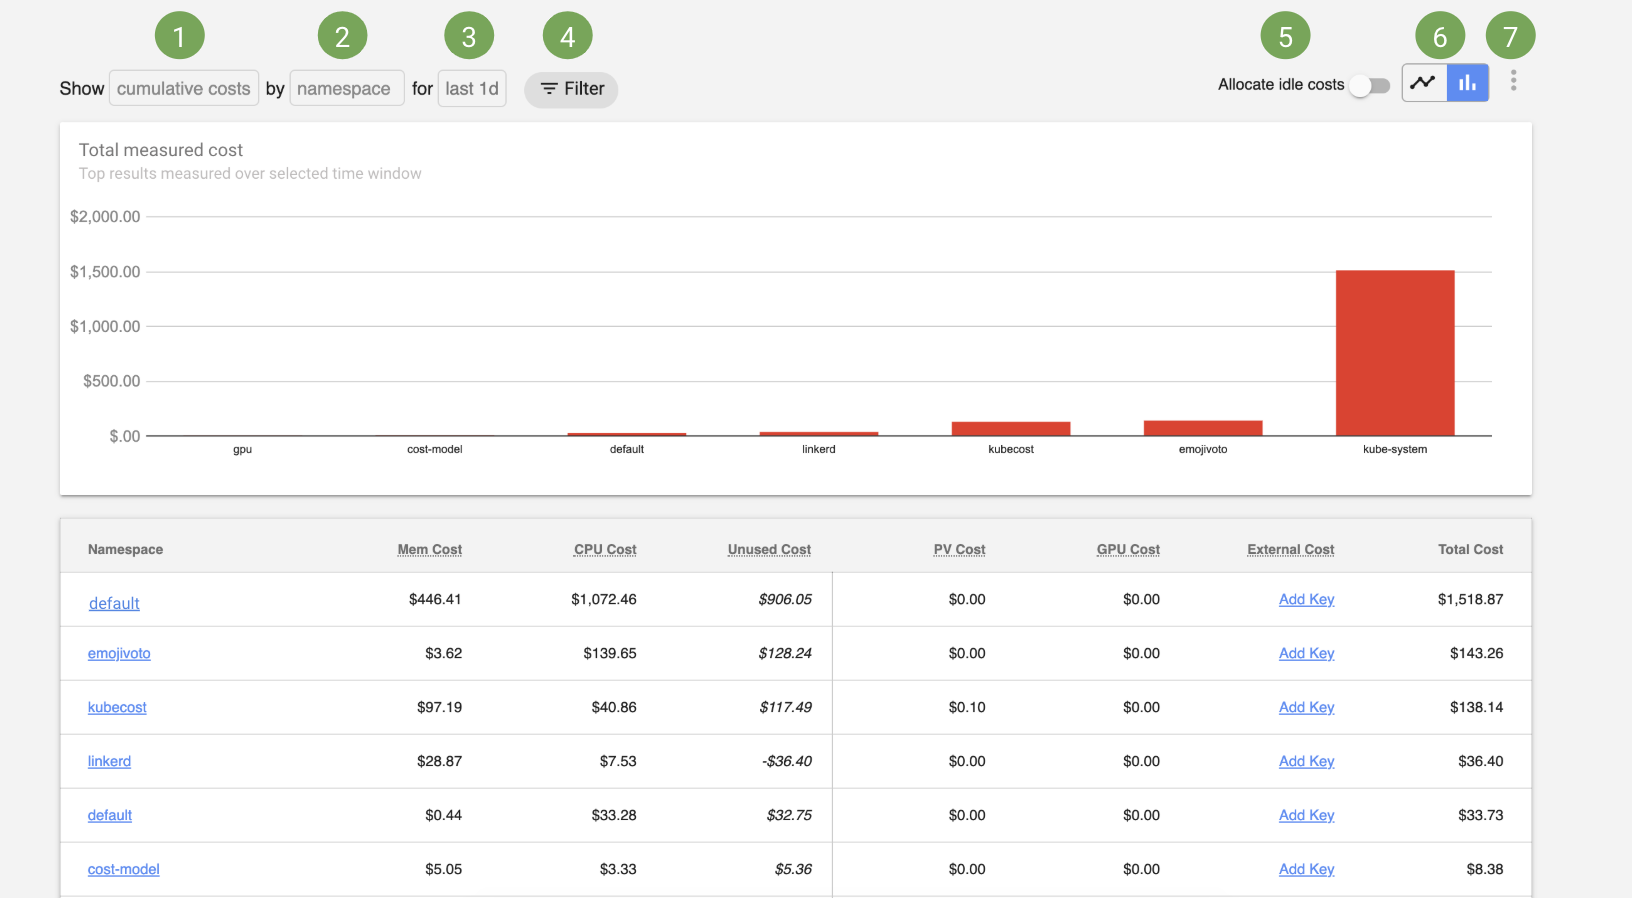 1 2 3 4 5 6 7
Show cumulative costs by namespace for last 1d Filter Allocate idle costs
Total measured cost
Top results measured over selected time window
$2,000.00
$1,500.00
$1,000.00
$500.00
$.00
gpu cost-model default linkerd kubecost emojivoto kube-system
Namespace Mem Cost CPU Cost Unused Cost PV Cost GPU Cost External Cost Total Cost
default $446.41 $1,072.46 $906.05 $0.00 $0.00 Add Key $1,518.87
emojivoto $3.62 $139.65 $128.24 $0.00 $0.00 Add Key $143.26
kubecost $97.19 $40.86 $117.49 $0.10 $0.00 Add Key $138.14
linkerd $28.87 $7.53 -$36.40 $0.00 $0.00 Add Key $36.40
default $0.44 $33.28 $32.75 $0.00 $0.00 Add Key $33.73
cost-model $5.05 $3.33 $5.36 $0.00 $0.00 Add Key $8.38